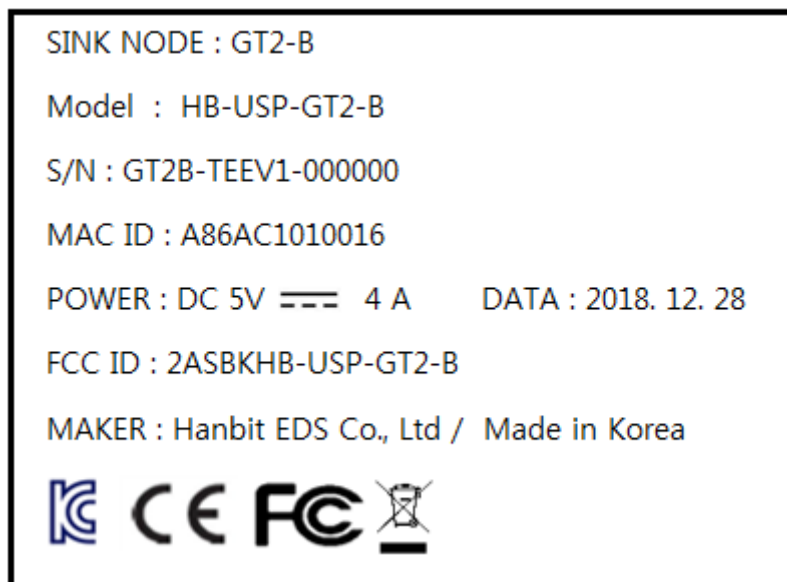 SINK NODE : GT2-B
Model : HB-USP-GT2-B
S/N : GT2B-TEEV1-000000
MAC ID : A86AC1010016
POWER : DC 5V ⎓ 4 A DATA : 2018. 12. 28
FCC ID : 2ASBKHB-USP-GT2-B
MAKER : Hanbit EDS Co., Ltd / Made in Korea
KC CE FC